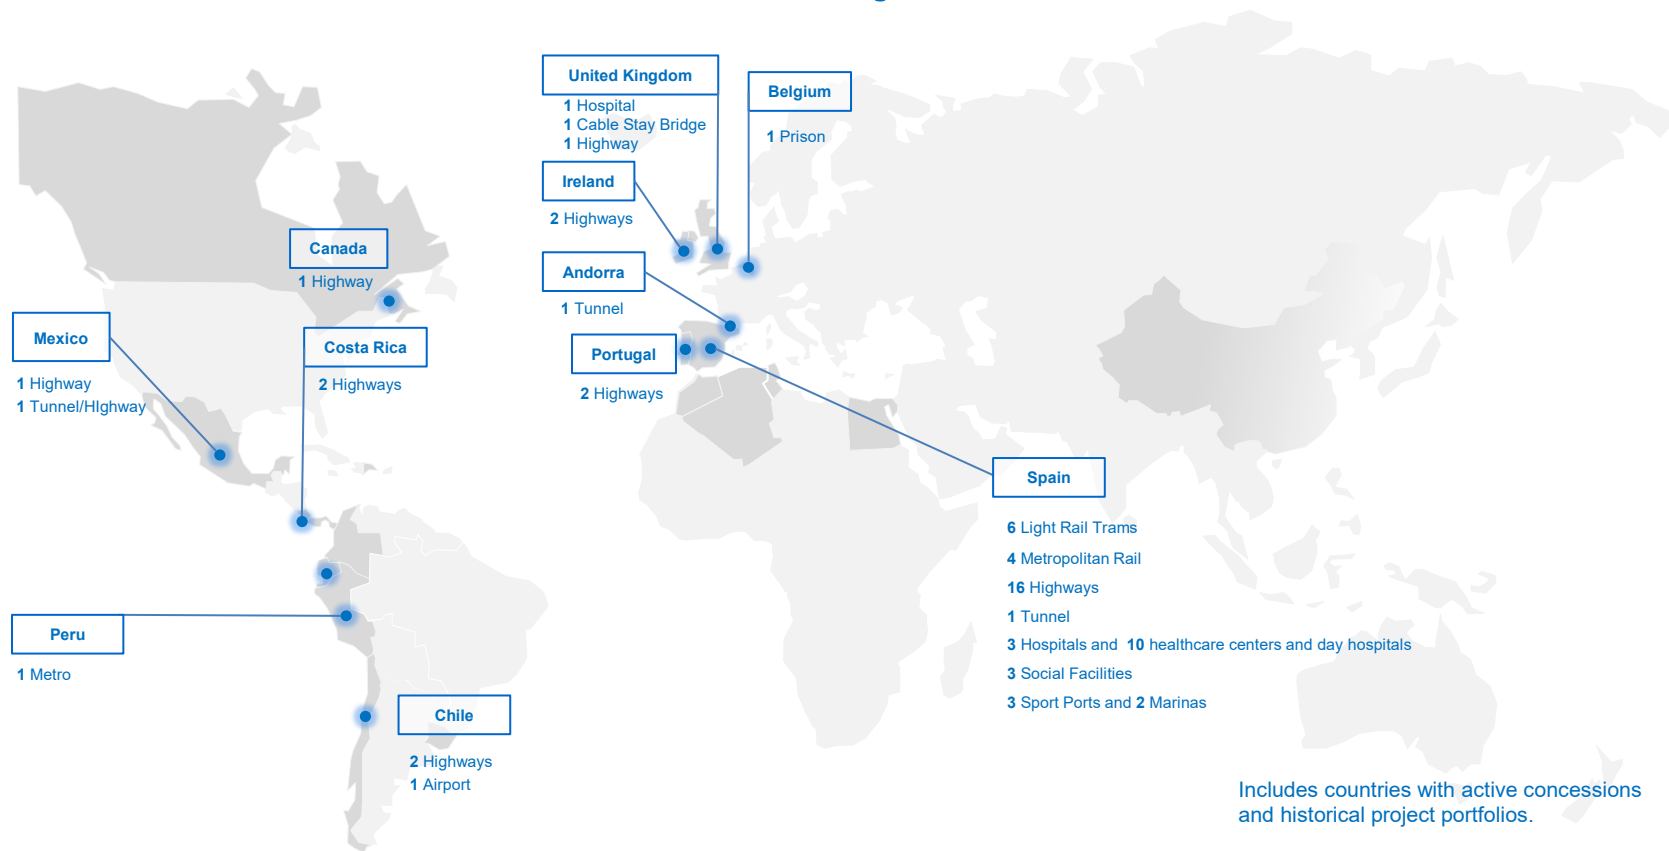 United Kingdom
1 Hospital
1 Cable Stay Bridge
1 Highway
Belgium
1 Prison
Ireland
2 Highways
Canada
1 Highway
Andorra
1 Tunnel
Mexico
1 Highway
1 Tunnel/HIghway
Costa Rica
2 Highways
Portugal
2 Highways
Spain
6 Light Rail Trams
4 Metropolitan Rail
16 Highways
1 Tunnel
3 Hospitals and 10 healthcare centers and day hospitals
3 Social Facilities
3 Sport Ports and 2 Marinas
Peru
1 Metro
Chile
2 Highways
1 Airport
Includes countries with active concessions
and historical project portfolios.